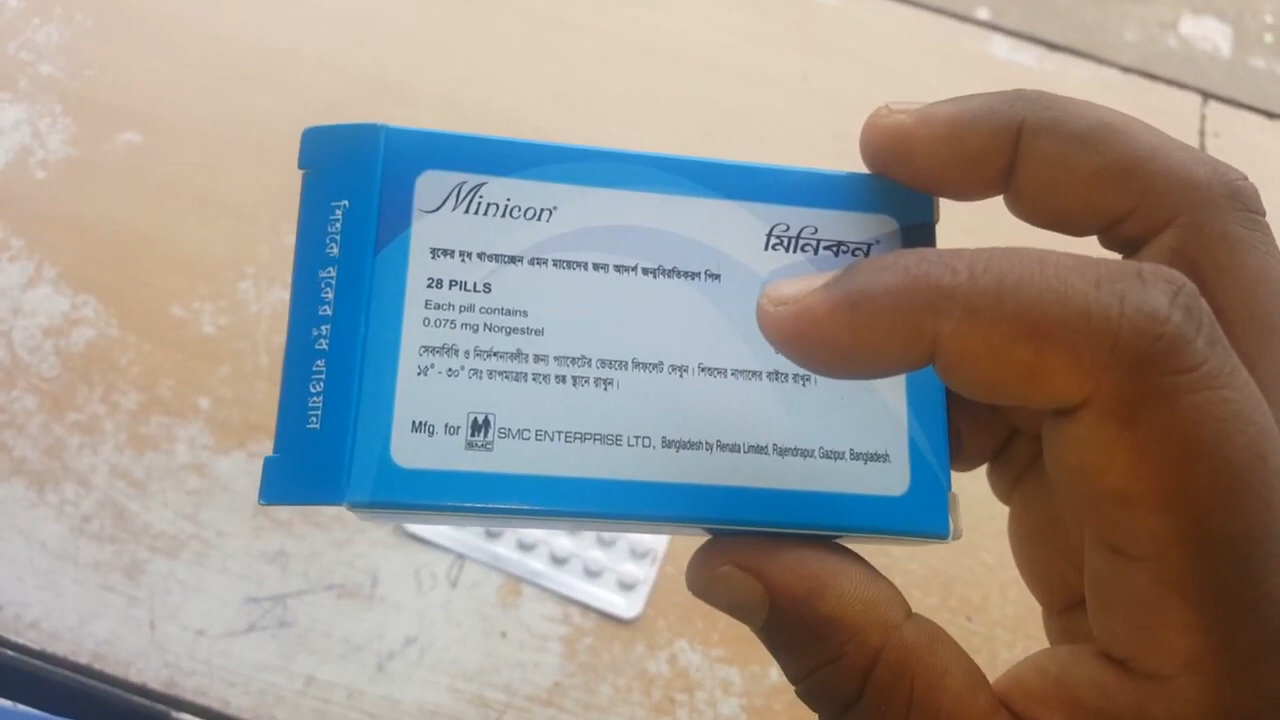 Minicon®
মিনিকন®
বুকের দুধ খাওয়াচ্ছেন এমন মায়েদের জন্য আদর্শ জন্মবিরতিকরণ পিল
28 PILLS
Each pill contains
0.075 mg Norgestrel
সেবনবিধি ও নির্দেশনাবলীর জন্য প্যাকেটের ভেতরের লিফলেট দেখুন। শিশুদের নাগালের বাইরে রাখুন।
১৫° - ৩০° সেঃ তাপমাত্রার মধ্যে শুষ্ক স্থানে রাখুন।
Mfg. for SMC SMC ENTERPRISE LTD, Bangladesh by Renata Limited, Rajendrapur, Gazipur, Bangladesh.
শিশুকে বুকের দুধ খাওয়ান